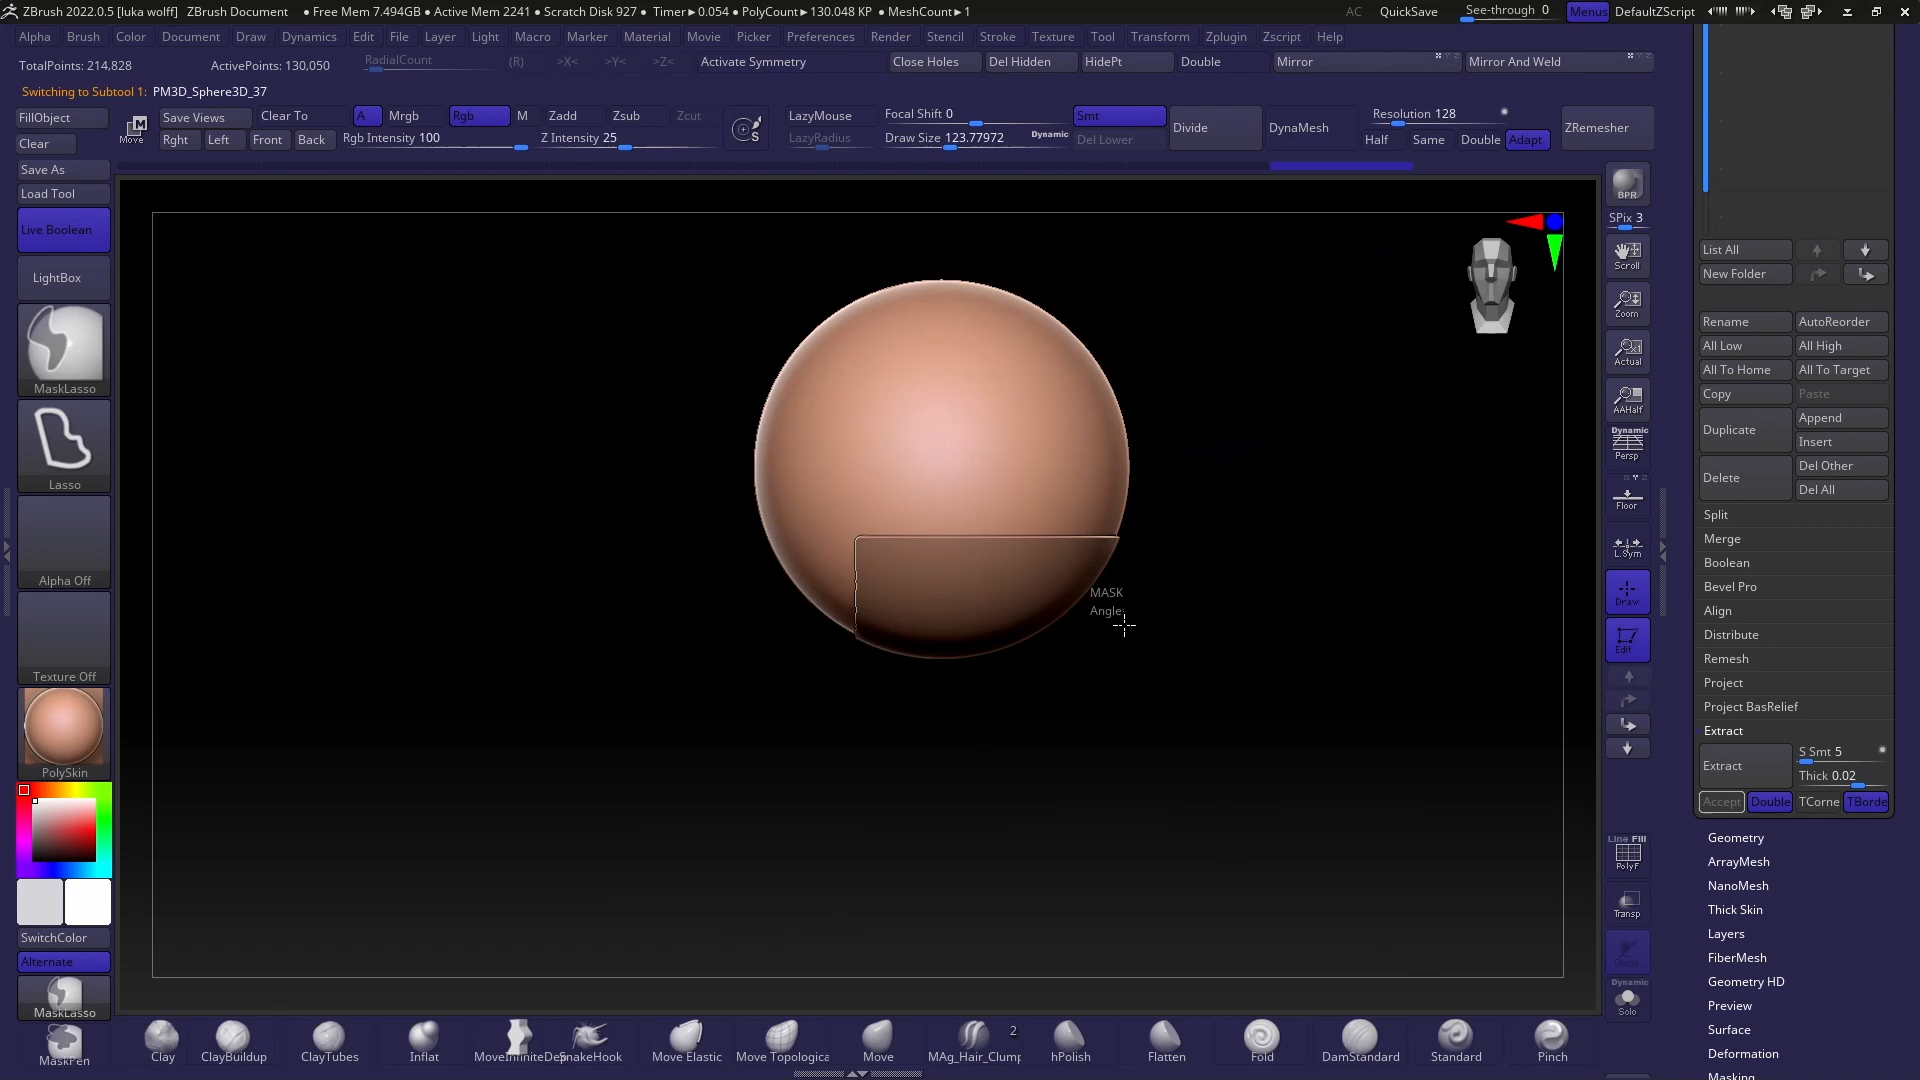 ZBrush 2022.0.5 [luka wolff] ZBrush Document ● Free Mem 7.494GB ● Active Mem 2241 ● Scratch Disk 927 ● Timer►0.054 ● PolyCount►130.048 KP ● MeshCount►1 AC QuickSave See-through 0 Menus DefaultZScript
Alpha Brush Color Document Draw Dynamics Edit File Layer Light Macro Marker Material Movie Picker Preferences Render Stencil Stroke Texture Tool Transform Zplugin Zscript Help
TotalPoints: 214,828 ActivePoints: 130,050 RadialCount (R) >X< >Y< >Z< Activate Symmetry Close Holes Del Hidden HidePt Double Mirror Mirror And Weld
Switching to Subtool 1: PM3D_Sphere3D_37
FillObject Save Views Clear To A Mrgb Rgb M Zadd Zsub Zcut LazyMouse Focal Shift 0 Smt Divide DynaMesh Resolution 128 ZRemesher
Move
Clear Rght Left Front Back Rgb Intensity 100 Z Intensity 25 S LazyRadius Draw Size 123.77972 Dynamic Del Lower Half Same Double Adapt
Save As
Load Tool
Live Boolean
LightBox
MaskLasso
Lasso
Alpha Off
Texture Off
PolySkin
SwitchColor
Alternate
MaskLasso
MaskPen
MASK
Angle:
BPR
SPix 3
Scroll
Zoom
Actual
AAHalf
Dynamic
Persp
Floor
L.Sym
Draw
Edit
Line Fill
PolyF
Transp
Dynamic
Solo
List All
New Folder
Rename AutoReorder
All Low All High
All To Home All To Target
Copy Paste
Duplicate Append
Insert
Delete Del Other
Del All
Split
Merge
Boolean
Bevel Pro
Align
Distribute
Remesh
Project
Project BasRelief
Extract
Extract S Smt 5
Thick 0.02
Accept Double TCorne TBorde
Geometry
ArrayMesh
NanoMesh
Thick Skin
Layers
FiberMesh
Geometry HD
Preview
Surface
Deformation
Masking
2
Clay ClayBuildup ClayTubes Inflat MoveInfiniteDep SnakeHook Move Elastic Move Topologica Move MAg_Hair_Clump hPolish Flatten Fold DamStandard Standard Pinch